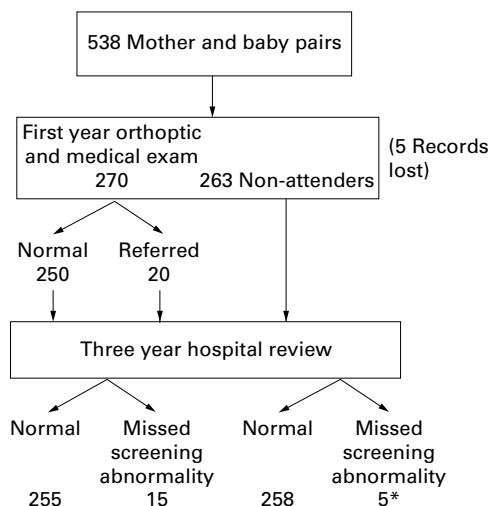 538 Mother and baby pairs
First year orthoptic
and medical exam
270 263 Non-attenders
(5 Records
lost)
Normal Referred
250 20
Three year hospital review
Normal Missed Normal Missed
screening screening
abnormality abnormality
255 15 258 5*